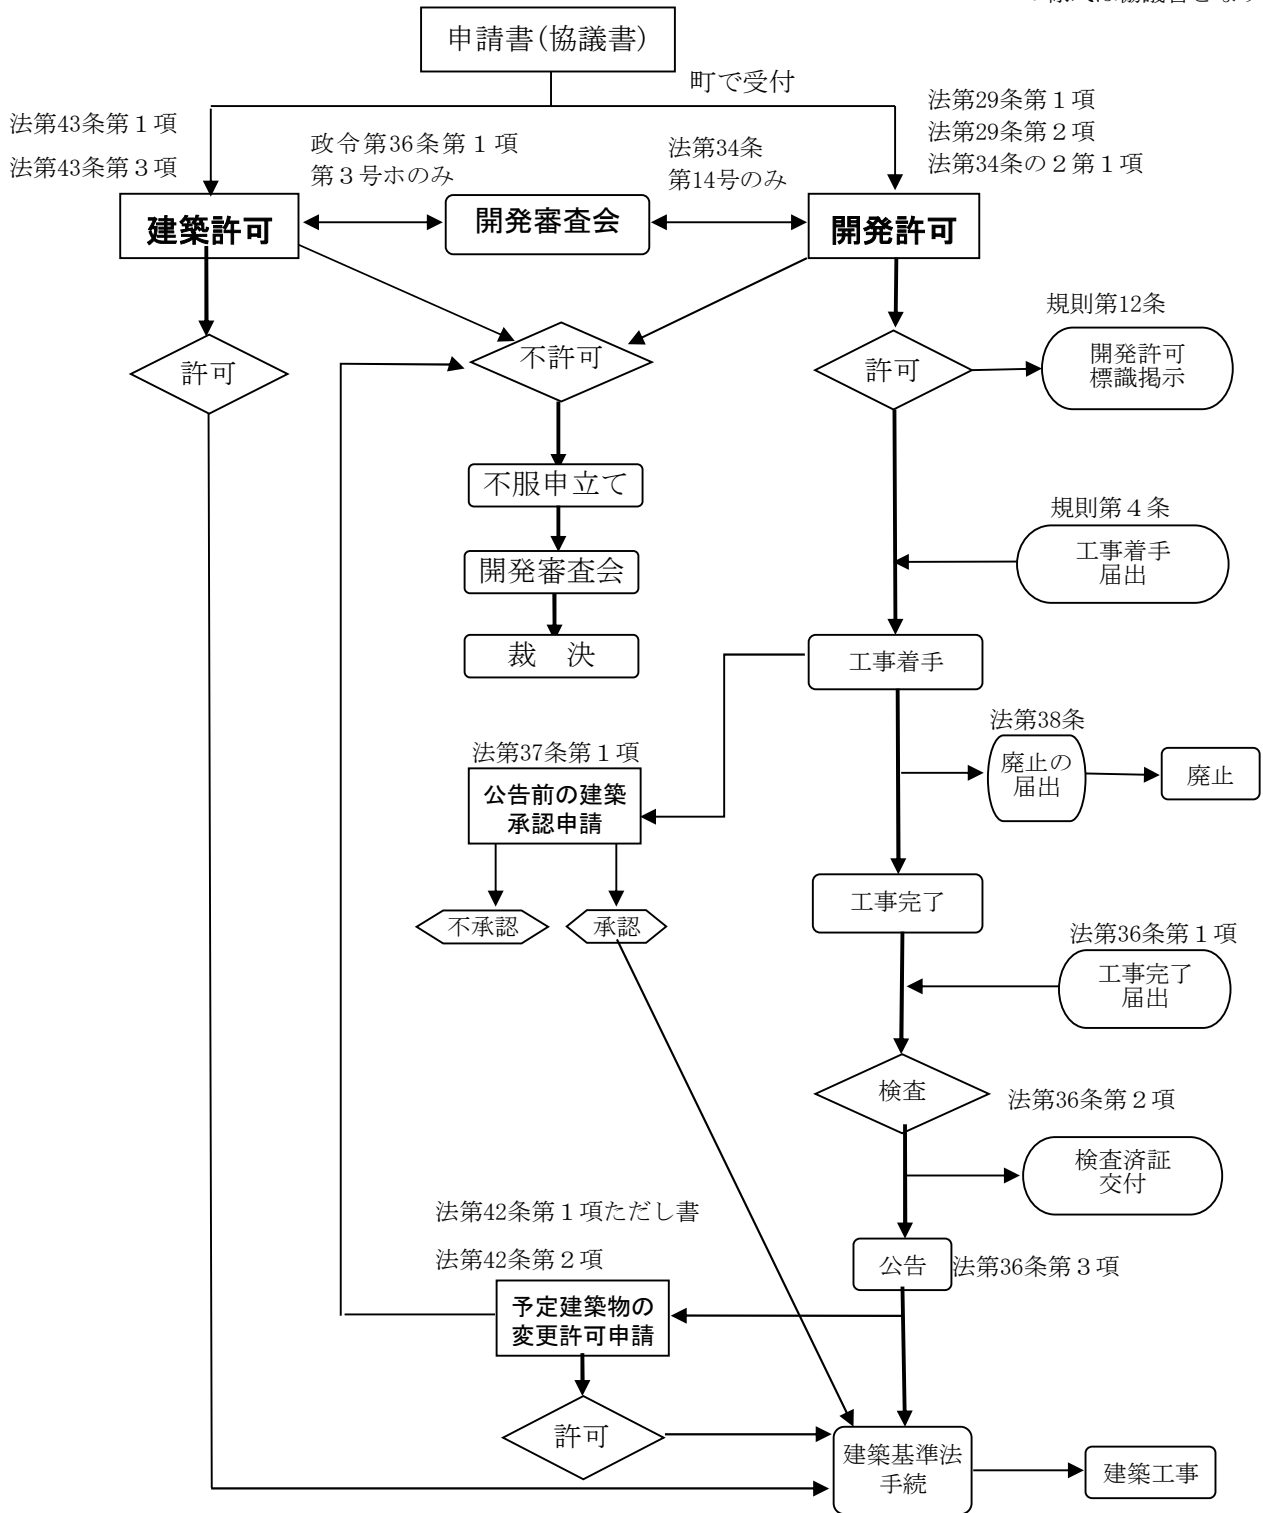 申請書(協議書)
町で受付
法第43条第１項
法第43条第３項
政令第36条第１項
第３号ホのみ
法第34条
第14号のみ
法第29条第１項
法第29条第２項
法第34条の２第１項
建築許可
開発審査会
開発許可
規則第12条
許可
不許可
許可
開発許可
標識掲示
不服申立て
規則第４条
工事着手
届出
開発審査会
裁　決
工事着手
法第38条
廃止の
届出
廃止
法第37条第１項
公告前の建築
承認申請
不承認
承認
工事完了
法第36条第１項
工事完了
届出
検査
法第36条第２項
検査済証
交付
法第42条第１項ただし書
法第42条第２項
公告
法第36条第３項
予定建築物の
変更許可申請
許可
建築基準法
手続
建築工事